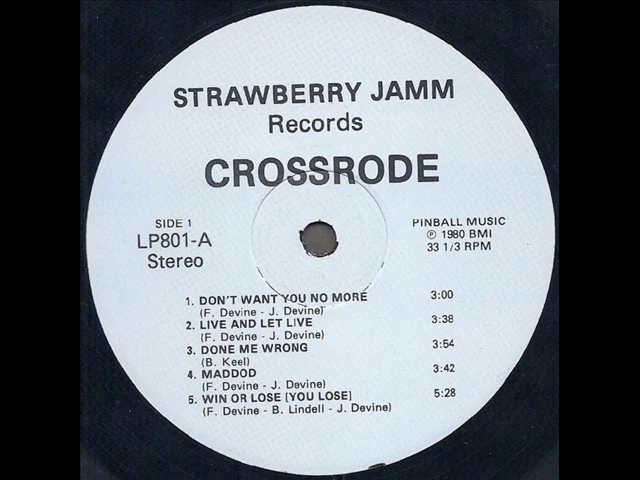 STRAWBERRY JAMM
Records
CROSSRODE
SIDE 1
LP801-A
Stereo
PINBALL MUSIC
℗ 1980 BMI
33 1/3 RPM
1. DON'T WANT YOU NO MORE 3:00
(F. Devine - J. Devine)
2. LIVE AND LET LIVE 3:38
(F. Devine - J. Devine)
3. DONE ME WRONG 3:54
(B. Keel)
4. MADDOD 3:42
(F. Devine - J. Devine)
5. WIN OR LOSE [YOU LOSE] 5:28
(F. Devine - B. Lindell - J. Devine)